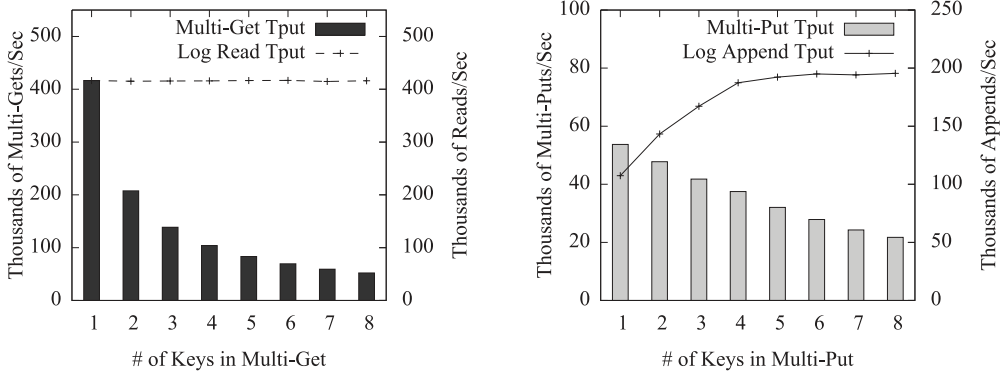 Multi-Get Tput
Log Read Tput
Thousands of Multi-Gets/Sec
500
400
300
200
100
0
Thousands of Reads/Sec
500
400
300
200
100
0
1 2 3 4 5 6 7 8
# of Keys in Multi-Get
Multi-Put Tput
Log Append Tput
Thousands of Multi-Puts/Sec
100
80
60
40
20
0
Thousands of Appends/Sec
250
200
150
100
50
0
1 2 3 4 5 6 7 8
# of Keys in Multi-Put